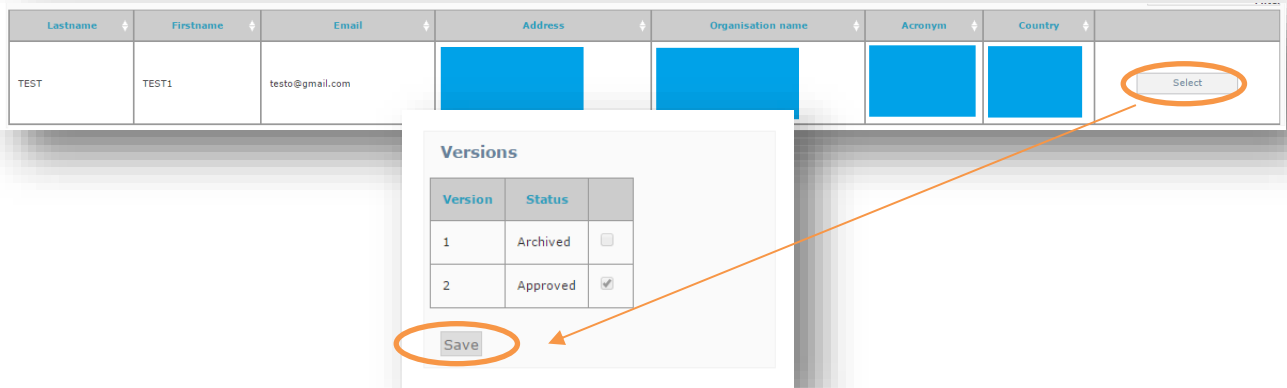 Lastname Firstname Email Address Organisation name Acronym Country
TEST TEST1 testo@gmail.com Select
Versions
Version Status
1 Archived
2 Approved
Save